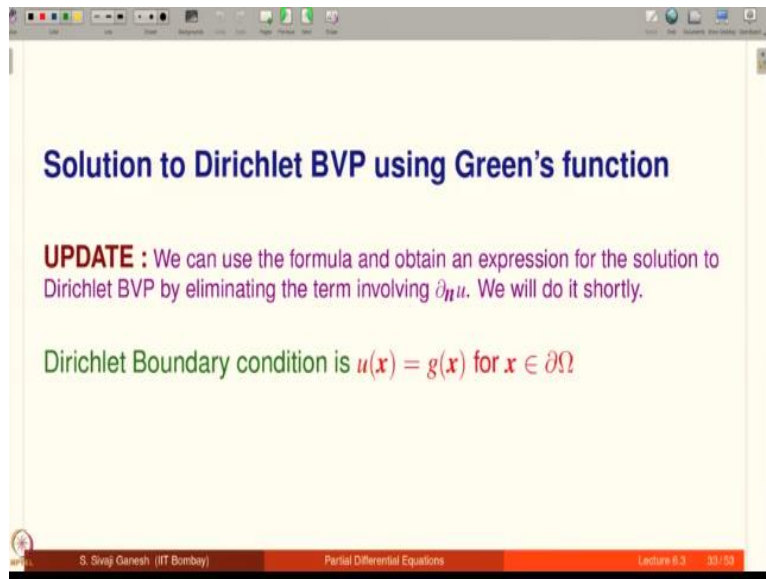 Solution to Dirichlet BVP using Green's function
UPDATE : We can use the formula and obtain an expression for the solution to
Dirichlet BVP by eliminating the term involving ∂ₙu. We will do it shortly.
Dirichlet Boundary condition is u(x) = g(x) for x ∈ ∂Ω
S. Sivaji Ganesh (IIT Bombay) Partial Differential Equations Lecture 6.3 33/53